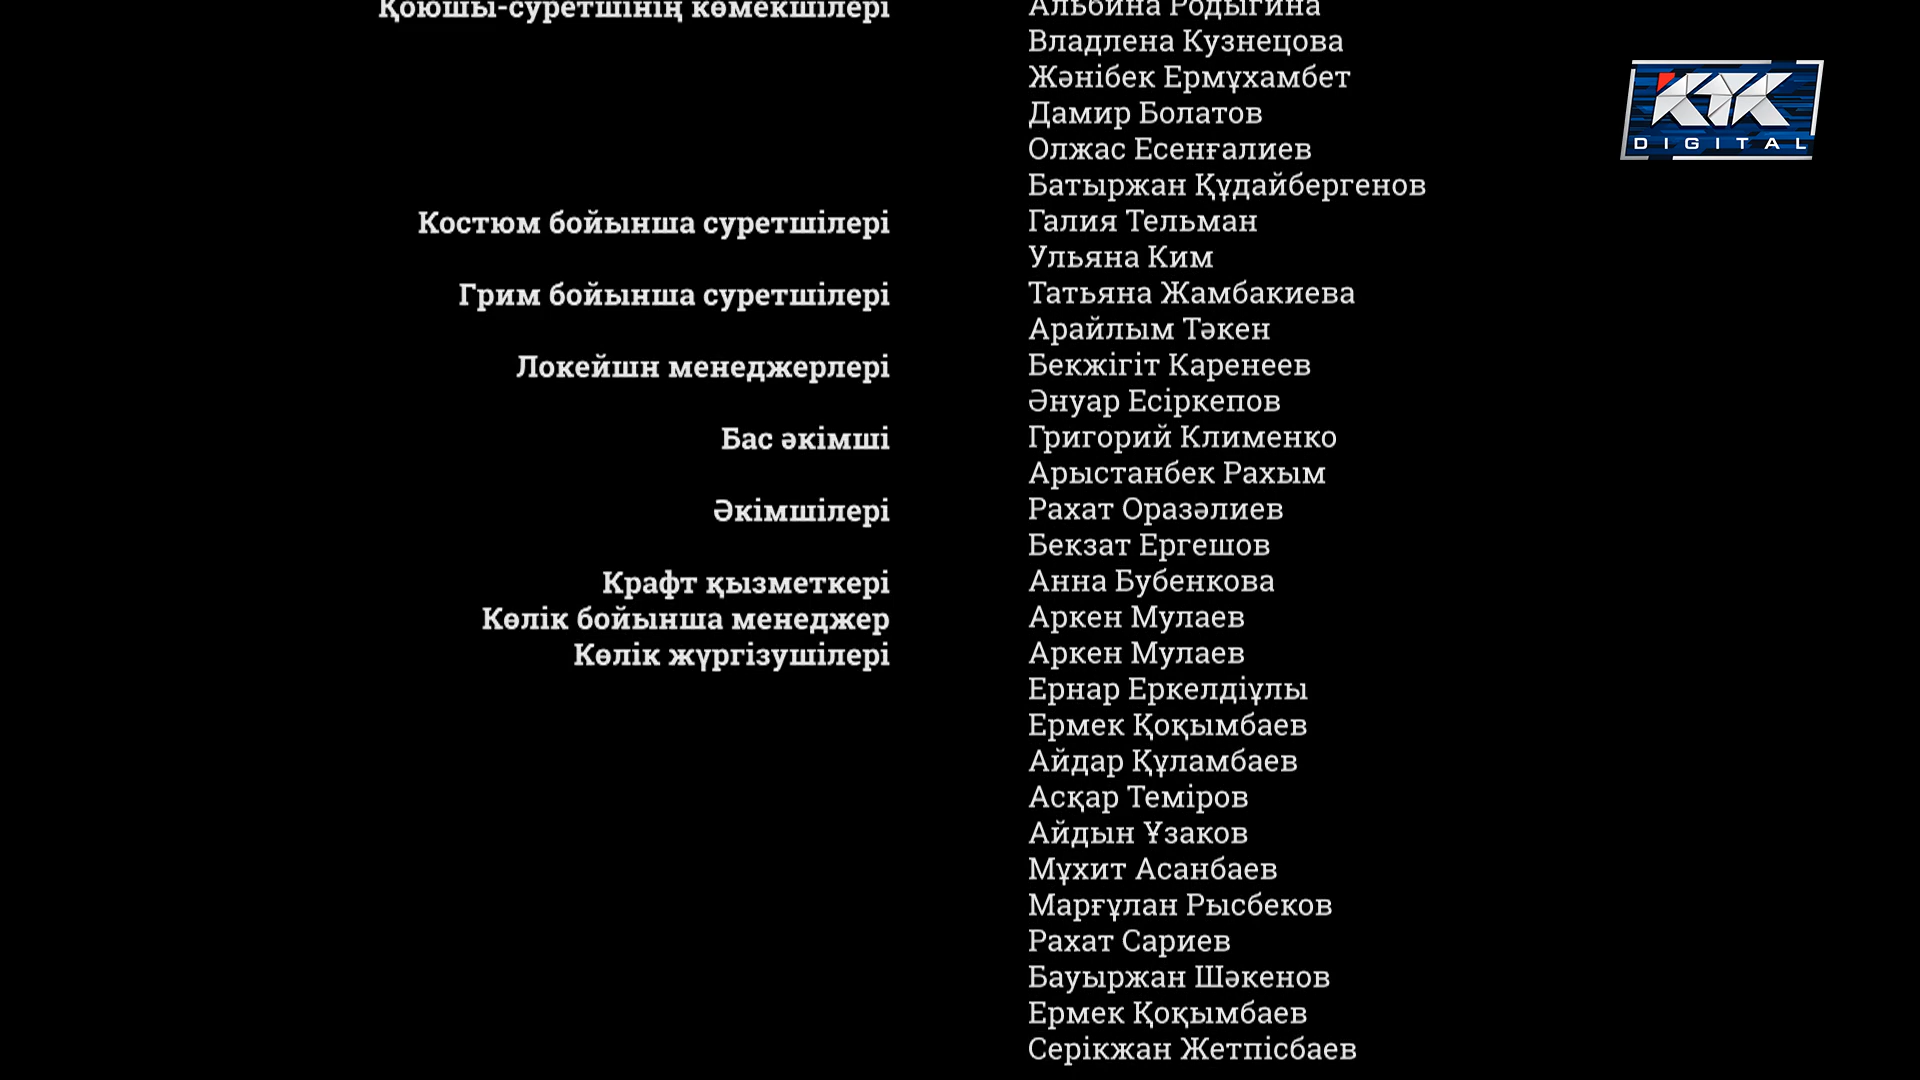 Қоюшы-суретшінің көмекшілері Альбина Родыгина
Владлена Кузнецова
Жәнібек Ермұхамбет
Дамир Болатов
Олжас Есенғалиев
Батыржан Құдайбергенов
Костюм бойынша суретшілері Галия Тельман
Ульяна Ким
Грим бойынша суретшілері Татьяна Жамбакиева
Арайлым Тәкен
Локейшн менеджерлері Бекжігіт Каренеев
Әнуар Есіркепов
Бас әкімші Григорий Клименко
Арыстанбек Рахым
Әкімшілері Рахат Оразәлиев
Бекзат Ергешов
Крафт қызметкері Анна Бубенкова
Көлік бойынша менеджер Аркен Мулаев
Көлік жүргізушілері Аркен Мулаев
Ернар Еркелдіұлы
Ермек Қоқымбаев
Айдар Құламбаев
Асқар Теміров
Айдын Ұзаков
Мұхит Асанбаев
Марғұлан Рысбеков
Рахат Сариев
Бауыржан Шәкенов
Ермек Қоқымбаев
Серікжан Жетпісбаев
КТК
DIGITAL